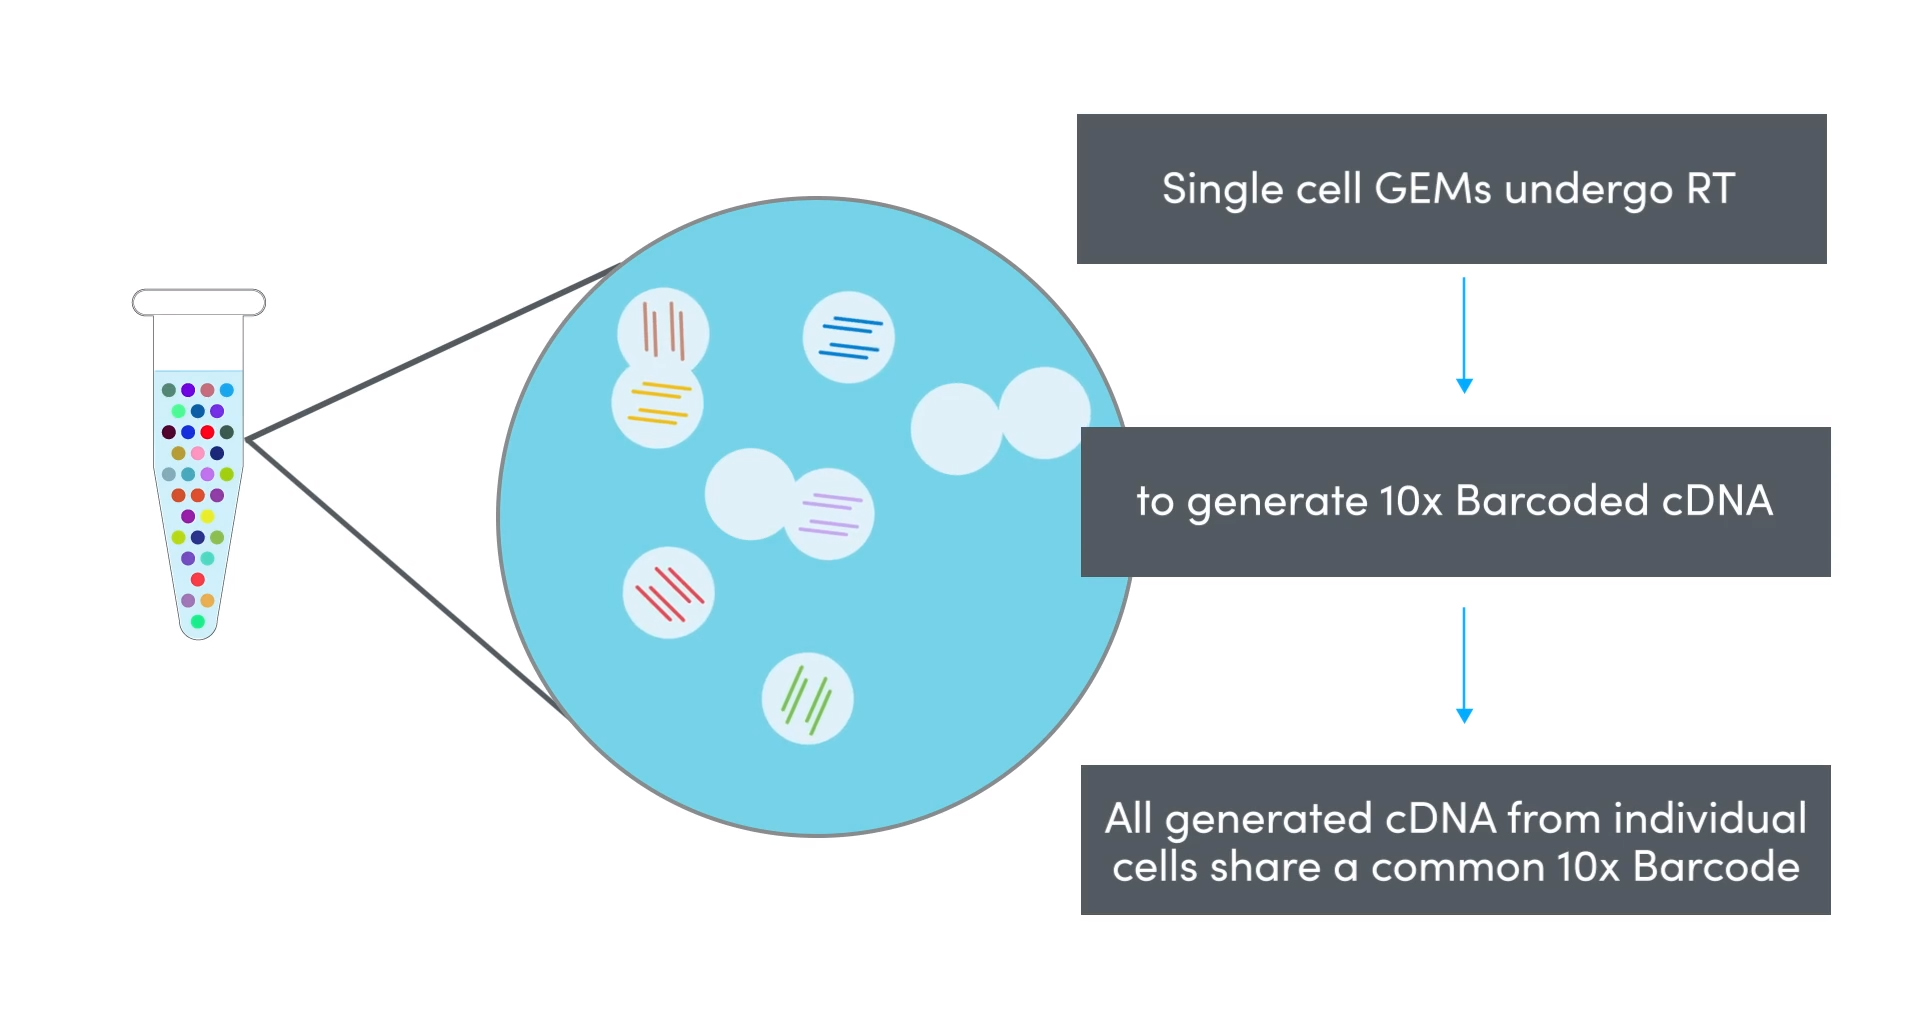 Single cell GEMs undergo RT
to generate 10x Barcoded cDNA
All generated cDNA from individual
cells share a common 10x Barcode